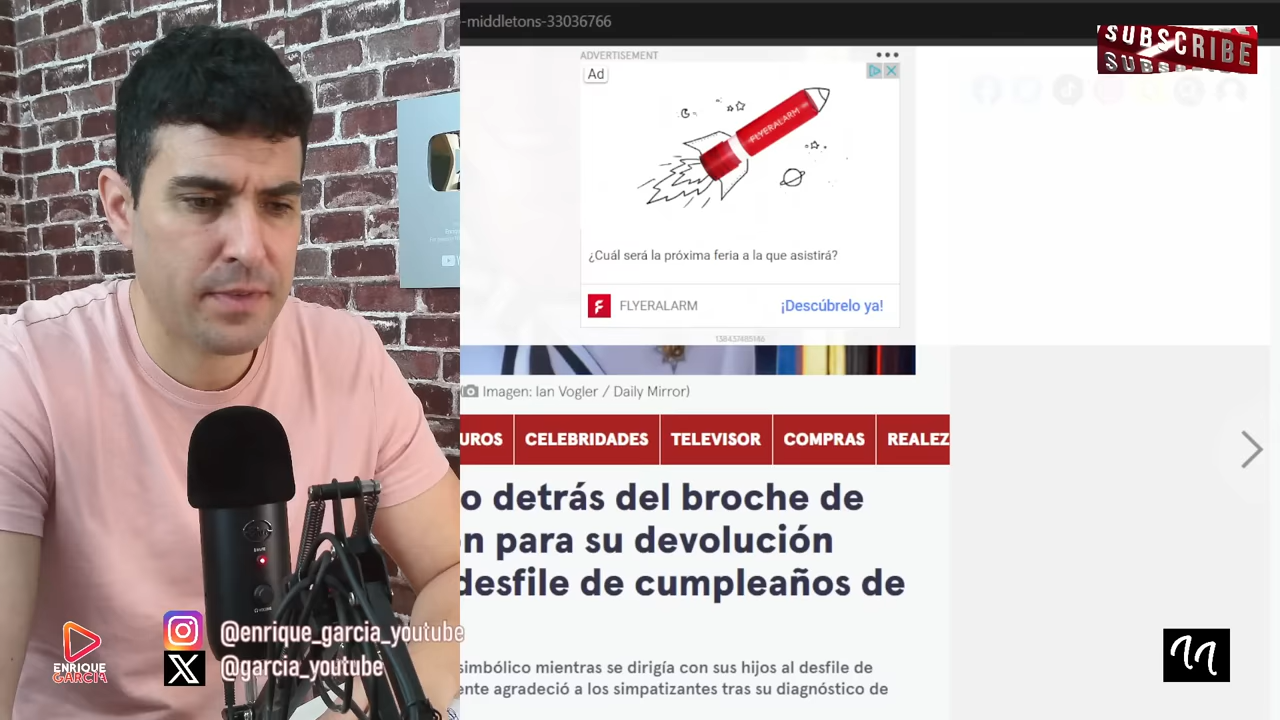 -middletons-33036766
SUBSCRIBE
ADVERTISEMENT
Ad
FLYERALARM
¿Cuál será la próxima feria a la que asistirá?
FLYERALARM
¡Descúbrelo ya!
138437485146
Imagen: Ian Vogler / Daily Mirror)
UROS
CELEBRIDADES
TELEVISOR
COMPRAS
REALEZ
o detrás del broche de
n para su devolución
desfile de cumpleaños de
simbólico mientras se dirigía con sus hijos al desfile de
ente agradeció a los simpatizantes tras su diagnóstico de
ENRIQUE
GARCIA
@enrique_garcia_youtube
@garcia_youtube